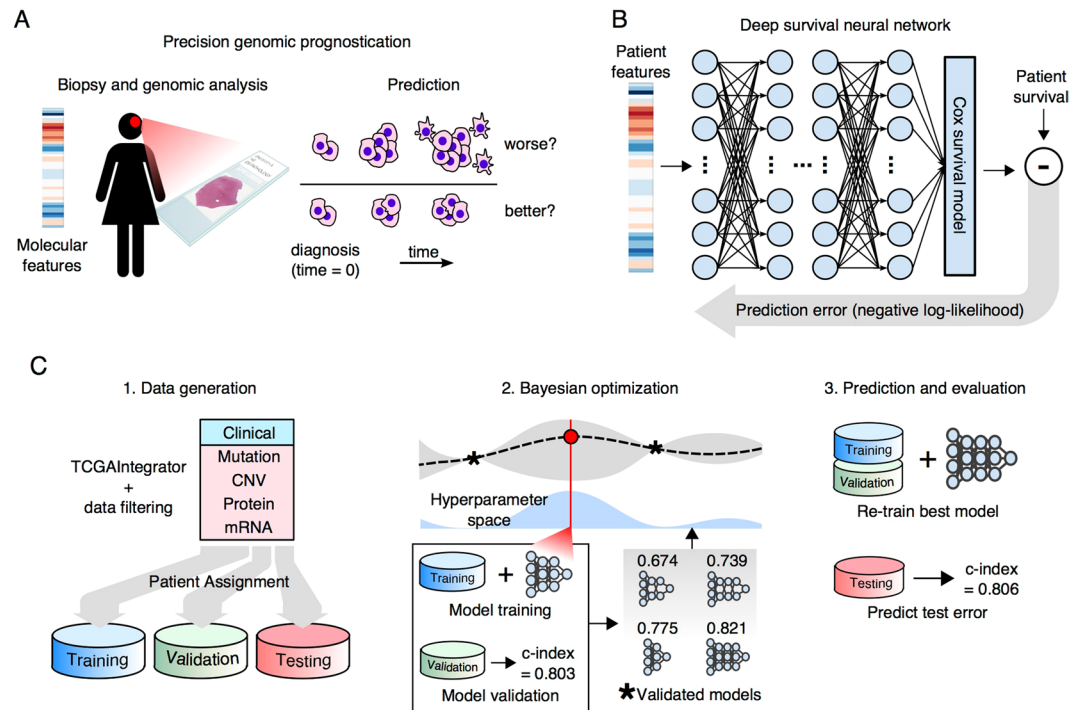 A
Precision genomic prognostication
Biopsy and genomic analysis
Prediction
worse?
better?
Molecular
features
diagnosis
(time = 0)
time
B
Deep survival neural network
Patient
features
Cox survival model
Patient
survival
-
Prediction error (negative log-likelihood)
C
1. Data generation
Clinical
Mutation
CNV
Protein
mRNA
TCGAIntegrator
+
data filtering
Patient Assignment
Training
Validation
Testing
2. Bayesian optimization
Hyperparameter
space
Training
+
Model training
Validation
c-index
= 0.803
Model validation
0.674
0.739
0.775
0.821
*Validated models
3. Prediction and evaluation
Training
Validation
+
Re-train best model
Testing
c-index
= 0.806
Predict test error